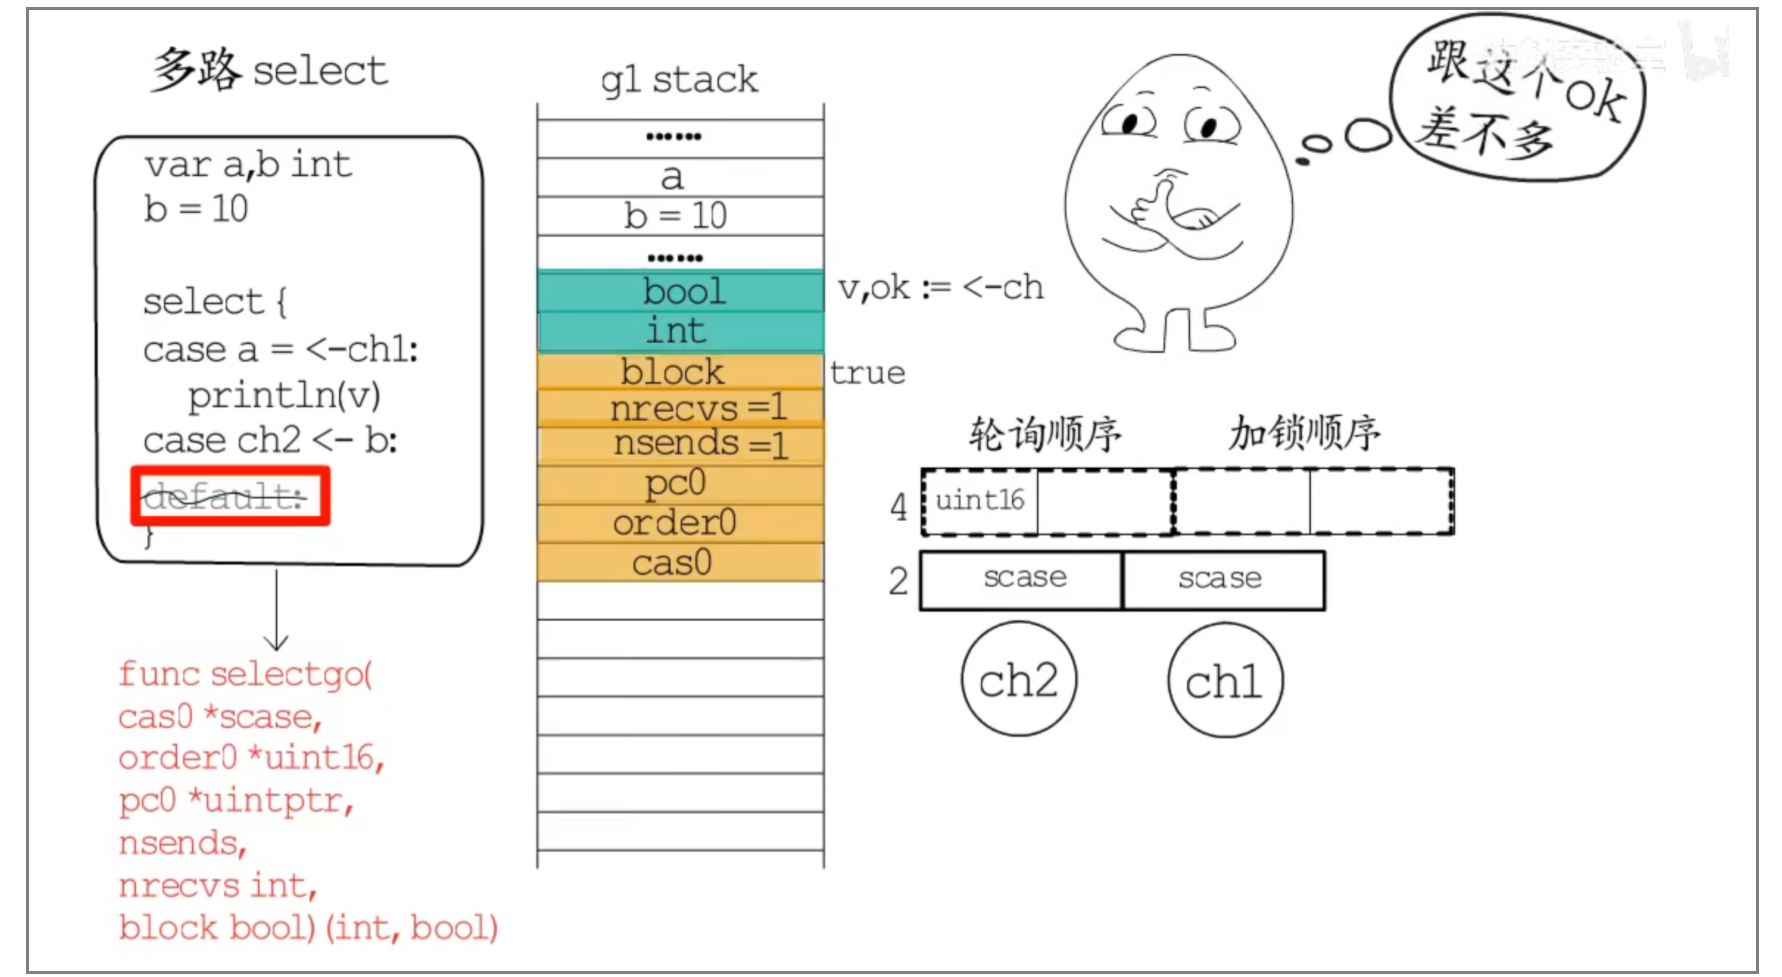 多路 select
var a,b int
b = 10
select {
case a = <-ch1:
println(v)
case ch2 <- b:
default:
}
func selectgo(
cas0 *scase,
order0 *uint16,
pc0 *uintptr,
nsends,
nrecvs int,
block bool) (int, bool)
g1 stack
......
a
b = 10
......
bool
int
block
nrecvs =1
nsends =1
pc0
order0
cas0
v,ok := <-ch
true
跟这个ok
差不多
轮询顺序
加锁顺序
4
uint16
2
scase
scase
ch2
ch1